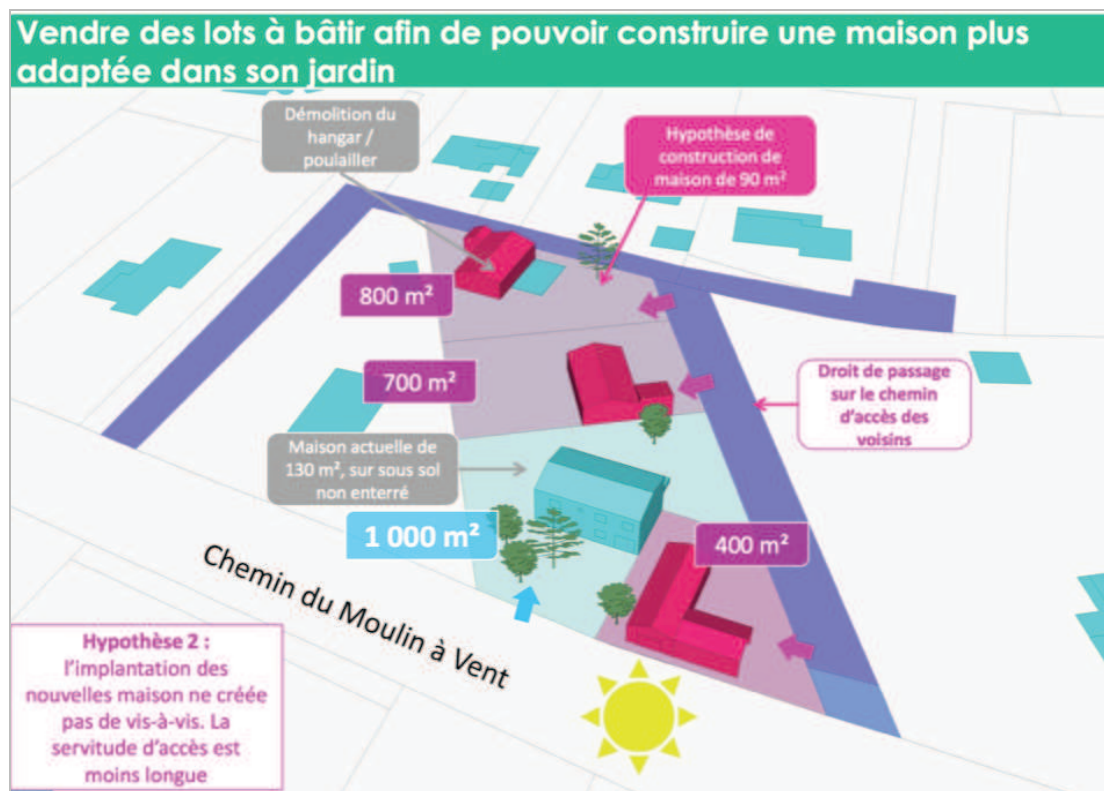 Vendre des lots à bâtir afin de pouvoir construire une maison plus
adaptée dans son jardin
Démolition du
hangar /
poulailler
Hypothèse de
construction de
maison de 90 m²
800 m²
700 m²
Droit de passage
sur le chemin
d'accès des
voisins
Maison actuelle de
130 m², sur sous sol
non enterré
1 000 m²
400 m²
Chemin du Moulin à Vent
Hypothèse 2 :
l'implantation des
nouvelles maison ne créée
pas de vis-à-vis. La
servitude d'accès est
moins longue